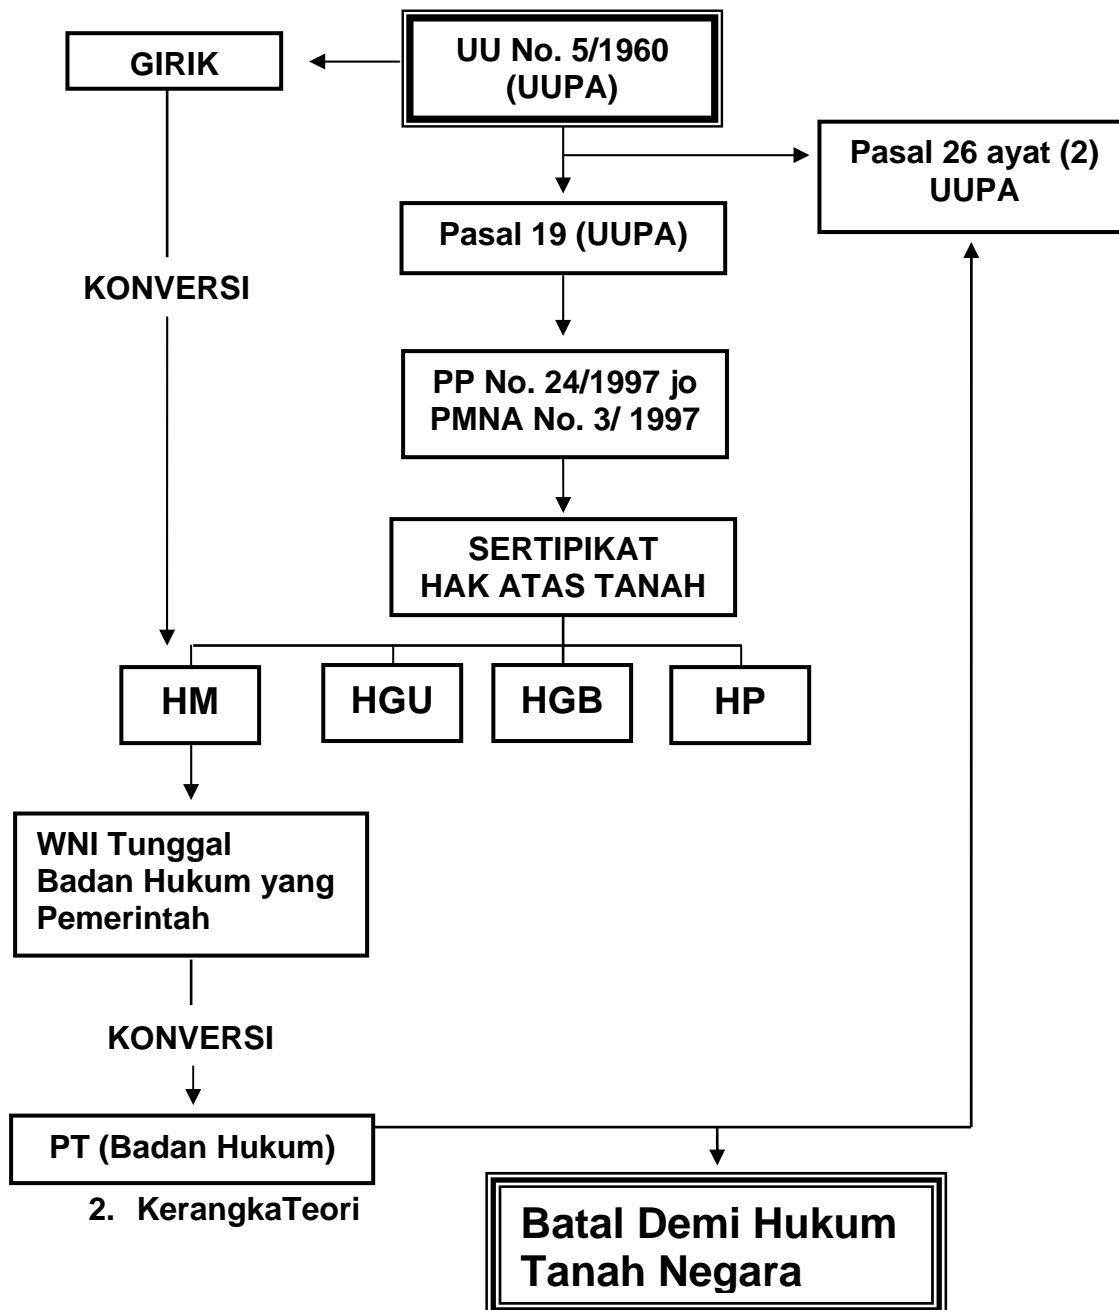 GIRIK
UU No. 5/1960
(UUPA)
Pasal 26 ayat (2)
UUPA
Pasal 19 (UUPA)
KONVERSI
PP No. 24/1997 jo
PMNA No. 3/ 1997
SERTIPIKAT
HAK ATAS TANAH
HM
HGU
HGB
HP
WNI Tunggal
Badan Hukum yang
Pemerintah
KONVERSI
PT (Badan Hukum)
2. KerangkaTeori
Batal Demi Hukum
Tanah Negara